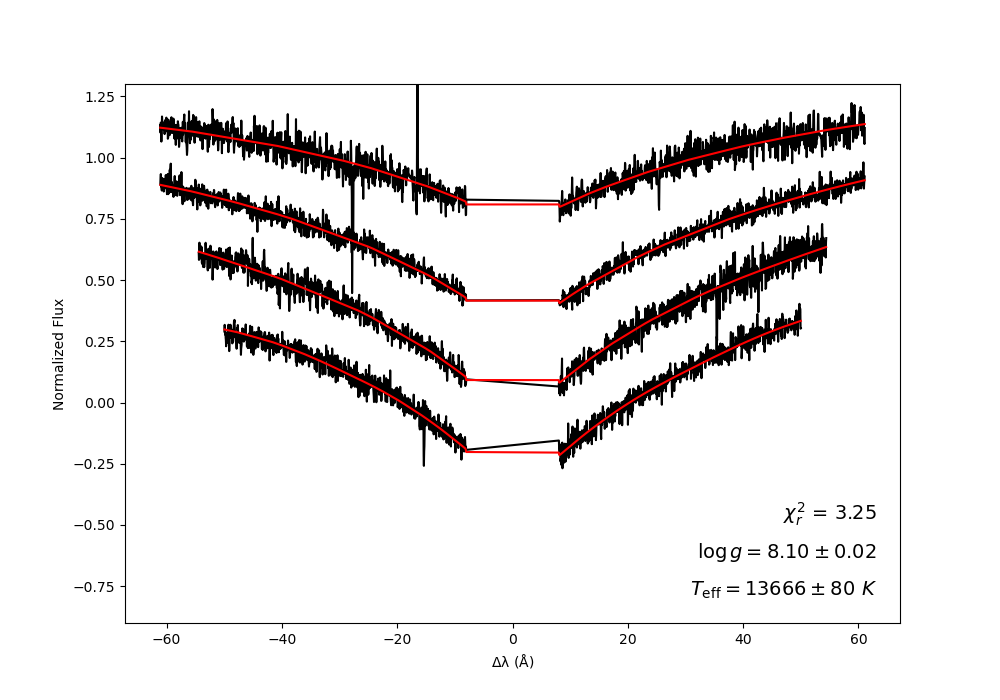 1.25
1.00
0.75
0.50
0.25
0.00
−0.25
−0.50
−0.75
Normalized Flux
χ²ᵣ = 3.25
log g = 8.10 ± 0.02
T_eff = 13666 ± 80 K
−60 −40 −20 0 20 40 60
Δλ (Å)